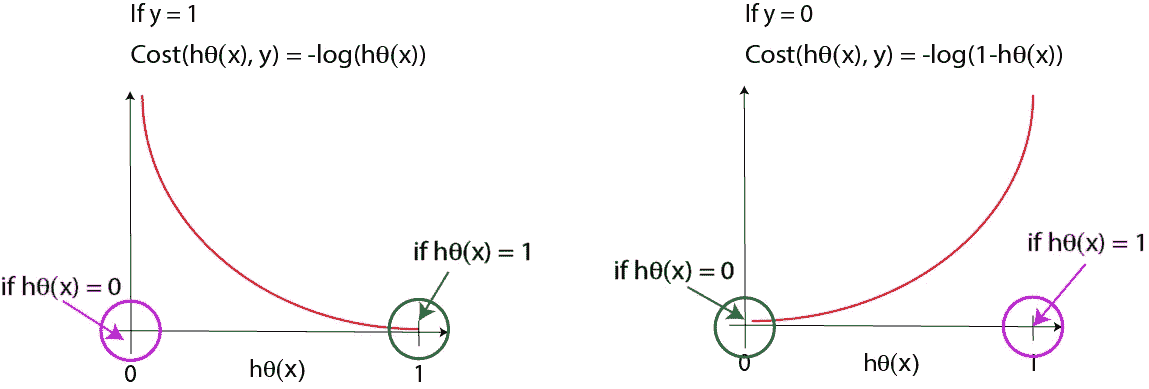 If y = 1
Cost(hθ(x), y) = -log(hθ(x))
if hθ(x) = 1
if hθ(x) = 0
0
hθ(x)
1
If y = 0
Cost(hθ(x), y) = -log(1-hθ(x))
if hθ(x) = 1
if hθ(x) = 0
0
hθ(x)
1